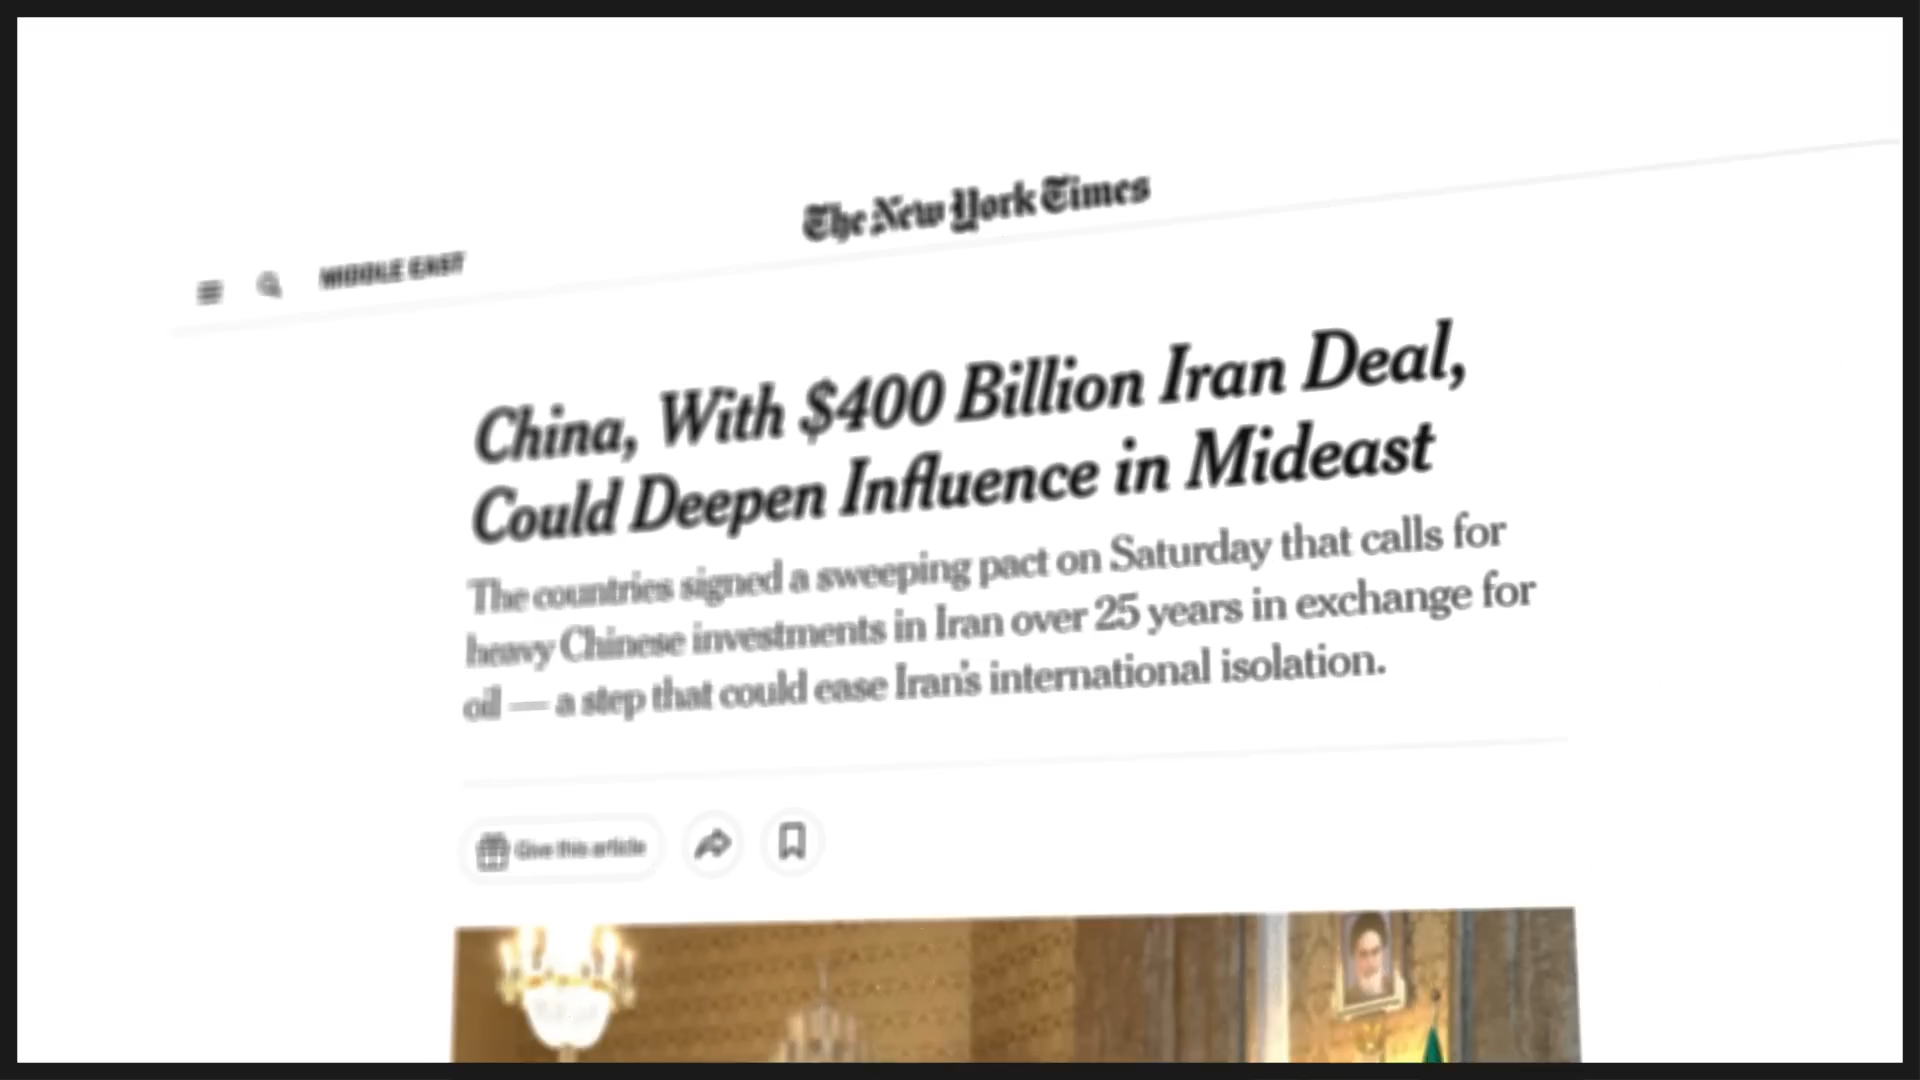 The New York Times
MIDDLE EAST
China, With $400 Billion Iran Deal,
Could Deepen Influence in Mideast
The countries signed a sweeping pact on Saturday that calls for
heavy Chinese investments in Iran over 25 years in exchange for
oil — a step that could ease Iran's international isolation.
Give this article